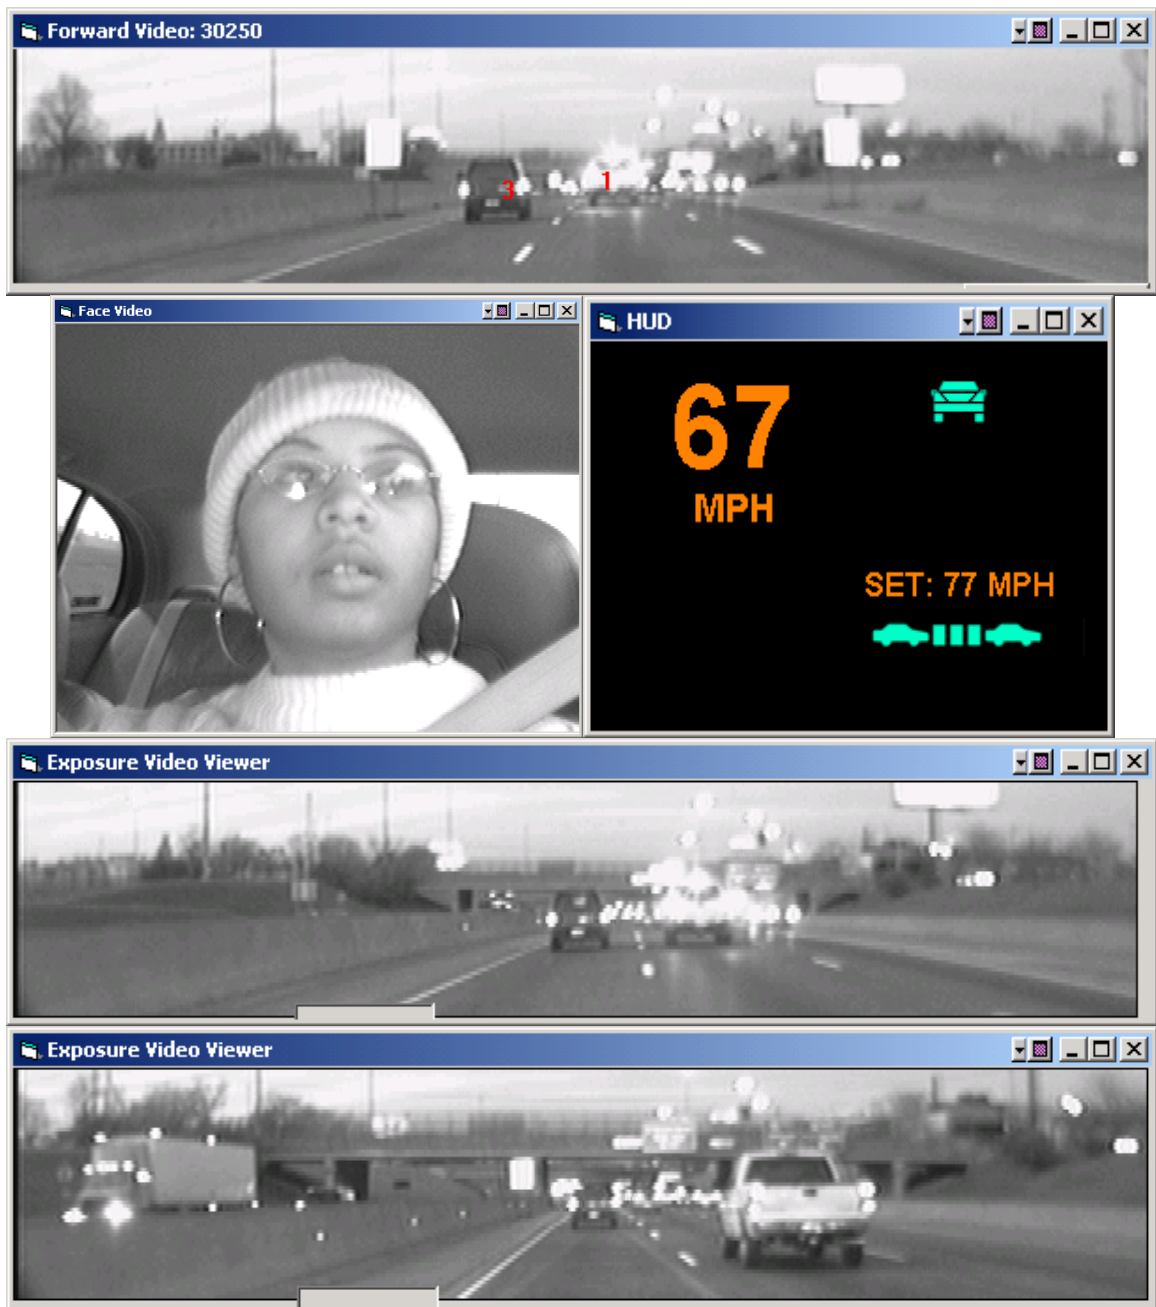 Forward Video: 30250
3
1
Face Video
HUD
67
MPH
SET: 77 MPH
Exposure Video Viewer
Exposure Video Viewer